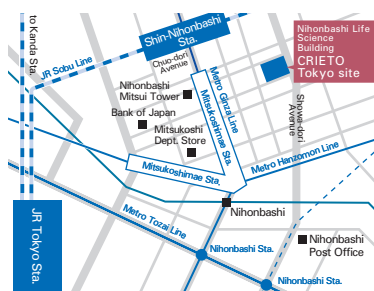 to Kanda Sta.
JR Sobu Line
Shin-Nihonbashi
Sta.
Chuo-dori
Avenue
Nihonbashi Life
Science
Building
CRIETO
Tokyo site
Nihonbashi
Mitsui Tower
Bank of Japan
Mitsukoshi
Dept. Store
Metro Ginza Line
Mitsukoshimae Sta.
Showa-dori
Avenue
Mitsukoshimae Sta.
Metro Hanzomon Line
Nihonbashi
JR Tokyo Sta.
Metro Tozai Line
Nihonbashi Sta.
Nihonbashi
Post Office
Nihonbashi Sta.